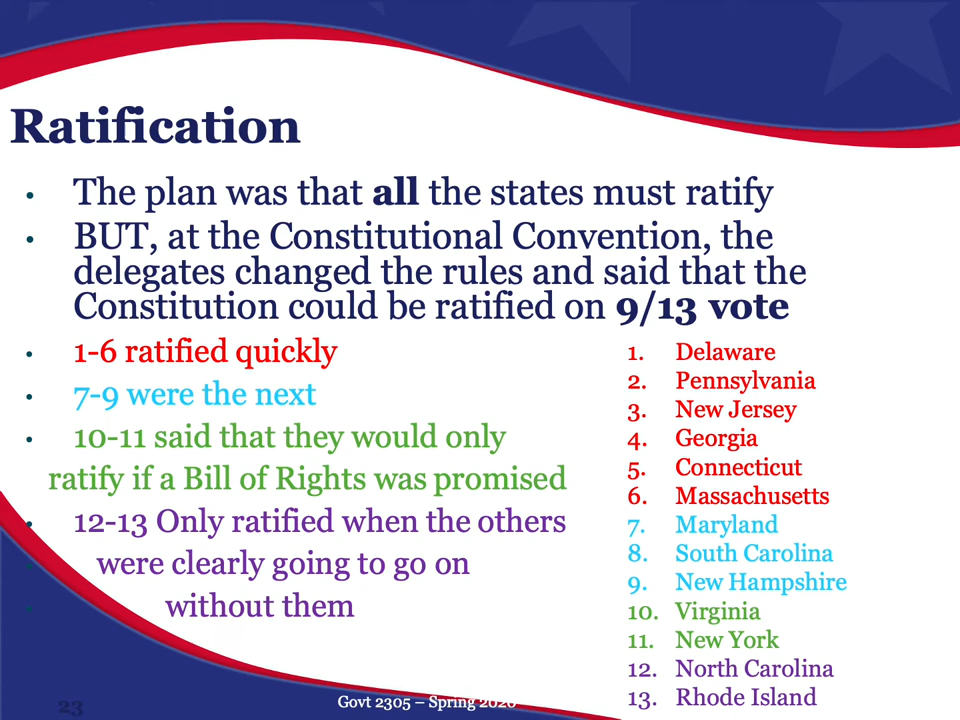 Ratification
• The plan was that all the states must ratify
• BUT, at the Constitutional Convention, the
delegates changed the rules and said that the
Constitution could be ratified on 9/13 vote
• 1-6 ratified quickly
• 7-9 were the next
• 10-11 said that they would only
ratify if a Bill of Rights was promised
• 12-13 Only ratified when the others
were clearly going to go on
without them
1. Delaware
2. Pennsylvania
3. New Jersey
4. Georgia
5. Connecticut
6. Massachusetts
7. Maryland
8. South Carolina
9. New Hampshire
10. Virginia
11. New York
12. North Carolina
13. Rhode Island
23
Govt 2305 – Spring 2020